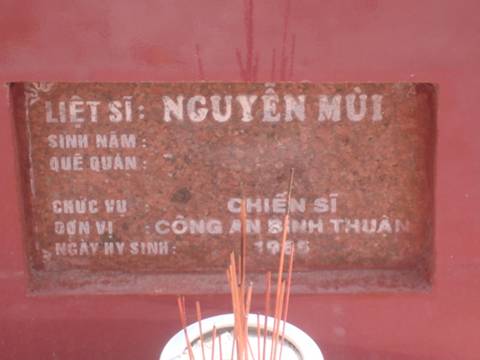 LIỆT SĨ : NGUYỄN MÙI
SINH NĂM :
QUÊ QUÁN :
CHỨC VỤ : CHIẾN SĨ
ĐƠN VỊ : CÔNG AN BÌNH THUẬN
NGÀY HY SINH :